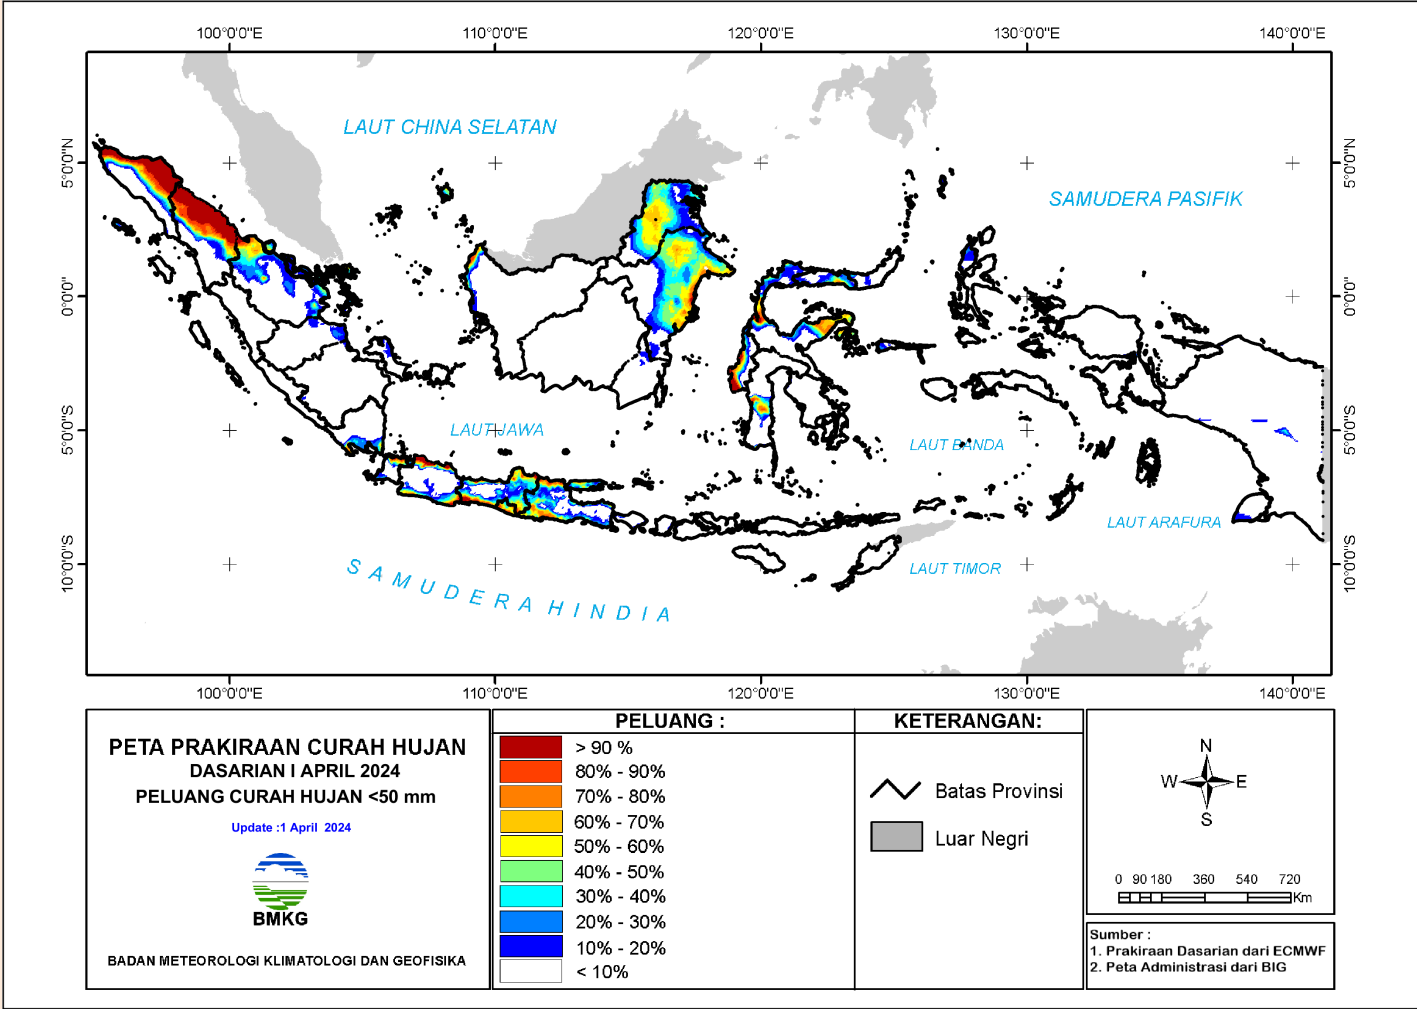 100°0'0"E 110°0'0"E 120°0'0"E 130°0'0"E 140°0'0"E
5°0'0"N
0°0'0"
5°0'0"S
10°0'0"S
LAUT CHINA SELATAN
SAMUDERA PASIFIK
LAUT JAWA
LAUT BANDA
LAUT ARAFURA
LAUT TIMOR
SAMUDERA HINDIA
5°0'0"N
0°0'0"
5°0'0"S
10°0'0"S
100°0'0"E 110°0'0"E 120°0'0"E 130°0'0"E 140°0'0"E
PETA PRAKIRAAN CURAH HUJAN
DASARIAN I APRIL 2024
PELUANG CURAH HUJAN <50 mm
Update :1 April 2024
BMKG
BADAN METEOROLOGI KLIMATOLOGI DAN GEOFISIKA
PELUANG :
> 90 %
80% - 90%
70% - 80%
60% - 70%
50% - 60%
40% - 50%
30% - 40%
20% - 30%
10% - 20%
< 10%
KETERANGAN:
Batas Provinsi
Luar Negri
N
W E
S
0 90 180 360 540 720
Km
Sumber :
1. Prakiraan Dasarian dari ECMWF
2. Peta Administrasi dari BIG